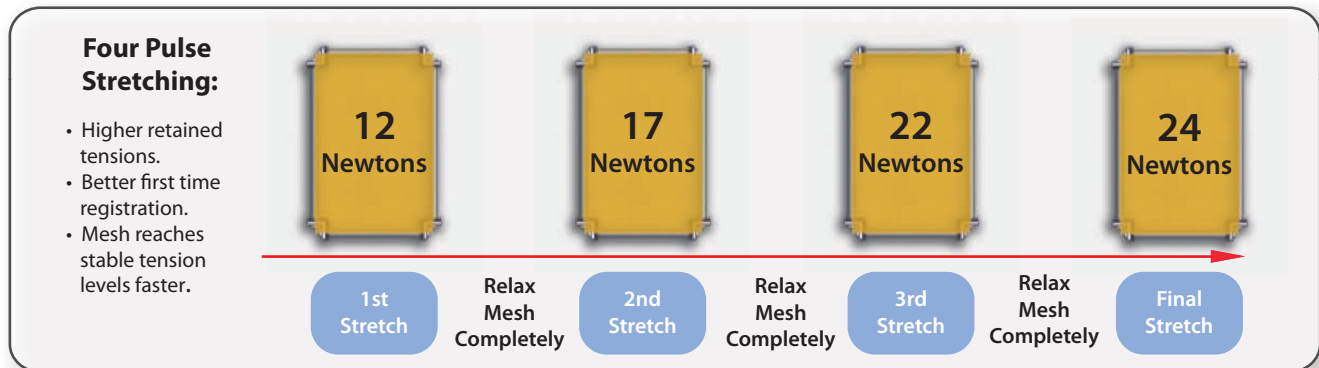 Four Pulse
Stretching:
• Higher retained
tensions.
• Better first time
registration.
• Mesh reaches
stable tension
levels faster.
12
Newtons
17
Newtons
22
Newtons
24
Newtons
1st
Stretch
Relax
Mesh
Completely
2nd
Stretch
Relax
Mesh
Completely
3rd
Stretch
Relax
Mesh
Completely
Final
Stretch